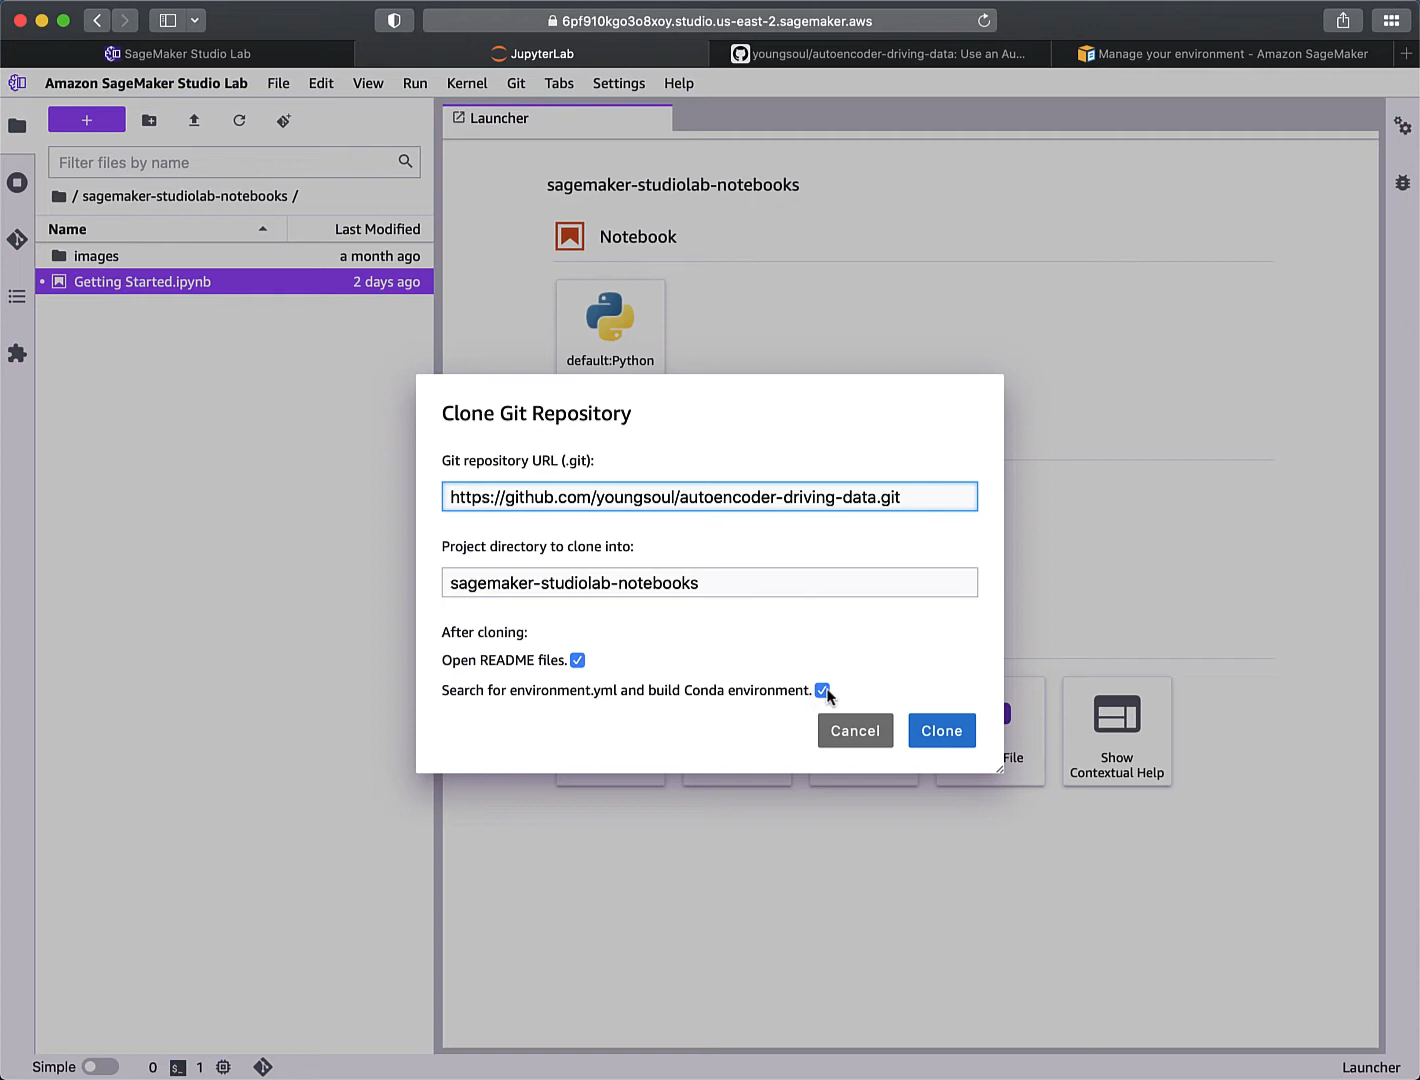 6pf910kgo3o8xoy.studio.us-east-2.sagemaker.aws
SageMaker Studio Lab
JupyterLab
youngsoul/autoencoder-driving-data: Use an Au...
Manage your environment - Amazon SageMaker
Amazon SageMaker Studio Lab File Edit View Run Kernel Git Tabs Settings Help
Launcher
Filter files by name
/ sagemaker-studiolab-notebooks /
Name Last Modified
images a month ago
Getting Started.ipynb 2 days ago
sagemaker-studiolab-notebooks
Notebook
default:Python
Clone Git Repository
Git repository URL (.git):
https://github.com/youngsoul/autoencoder-driving-data.git
Project directory to clone into:
sagemaker-studiolab-notebooks
After cloning:
Open README files.
Search for environment.yml and build Conda environment.
Cancel Clone
File
Show
Contextual Help
Simple 0 $_ 1 Launcher